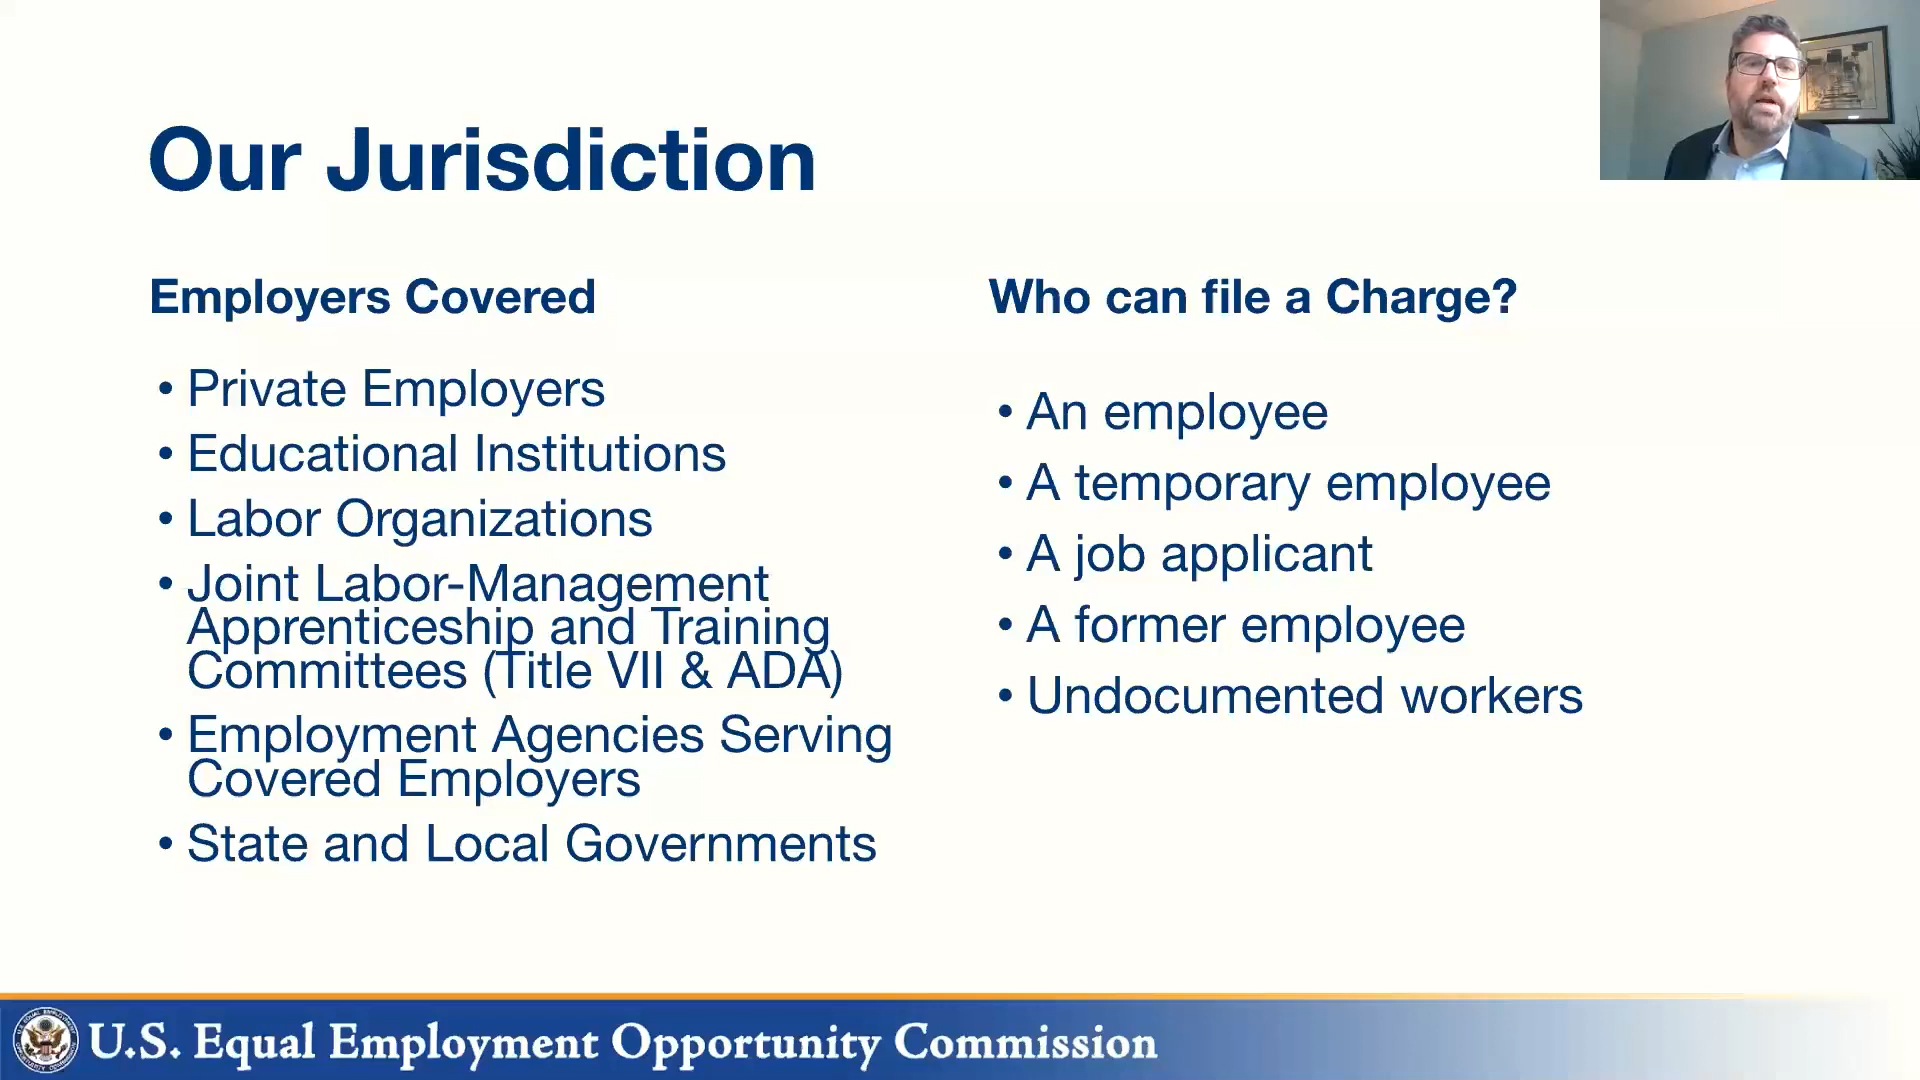 Our Jurisdiction
Employers Covered
• Private Employers
• Educational Institutions
• Labor Organizations
• Joint Labor-Management
Apprenticeship and Training
Committees (Title VII & ADA)
• Employment Agencies Serving
Covered Employers
• State and Local Governments
Who can file a Charge?
• An employee
• A temporary employee
• A job applicant
• A former employee
• Undocumented workers
U.S. Equal Employment Opportunity Commission